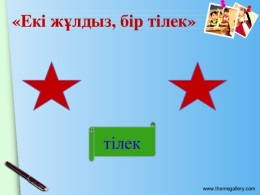 «Екі жұлдыз, бір тілек»
тілек
www.themegallery.com